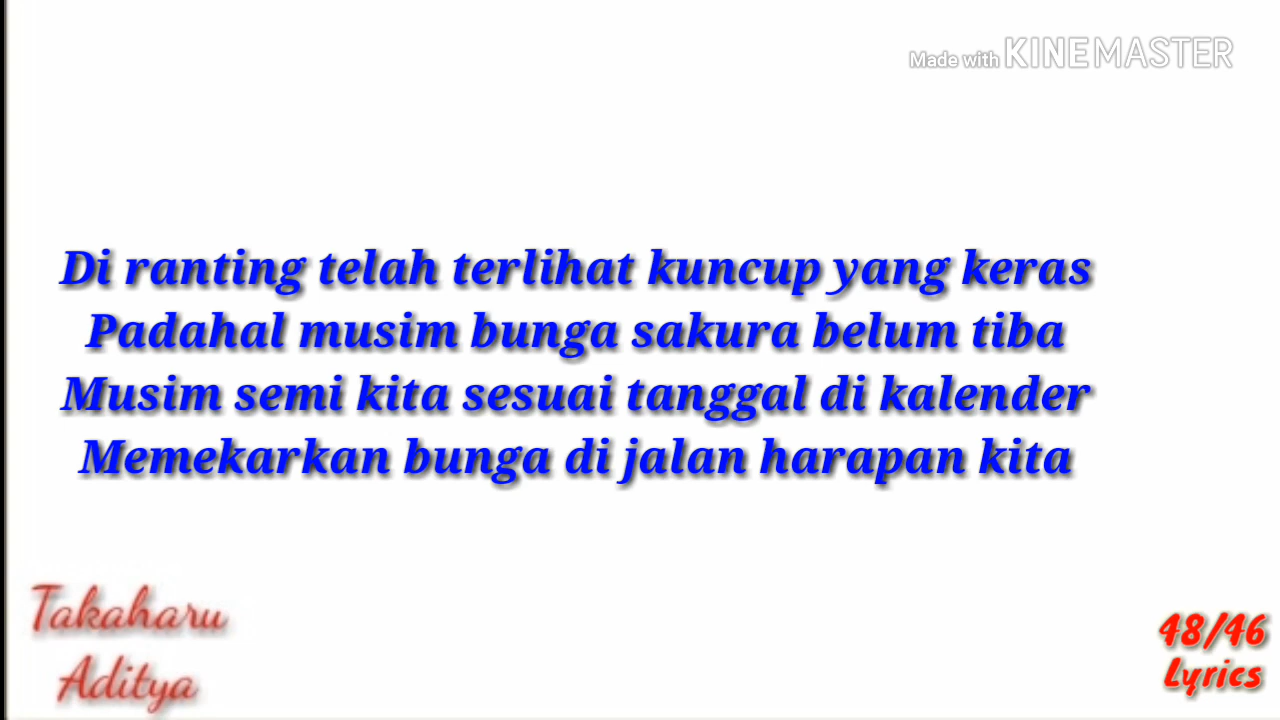 Made with KINEMASTER
Di ranting telah terlihat kuncup yang keras
Padahal musim bunga sakura belum tiba
Musim semi kita sesuai tanggal di kalender
Memekarkan bunga di jalan harapan kita
Takaharu
Aditya
48/46
Lyrics